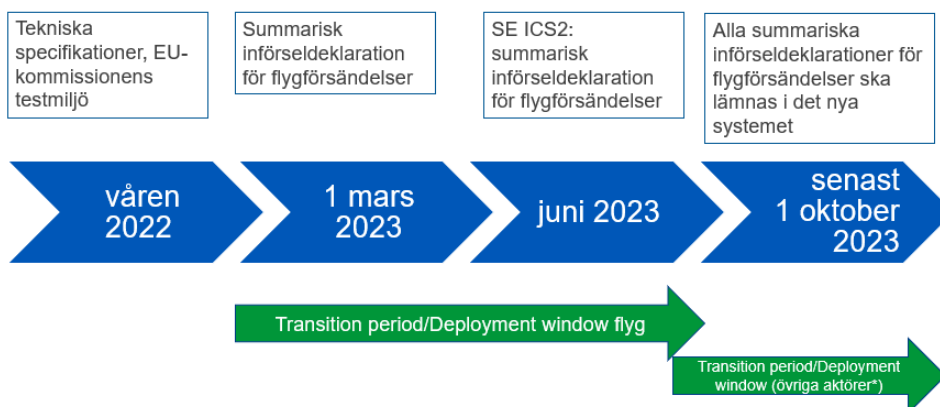 Tekniska
specifikationer, EU-
kommissionens
testmiljö
Summarisk
införseldeklaration
för flygförsändelser
SE ICS2:
summarisk
införseldeklaration
för flygförsändelser
Alla summariska
införseldeklarationer för
flygförsändelser ska
lämnas i det nya
systemet
våren
2022
1 mars
2023
juni 2023
senast
1 oktober
2023
Transition period/Deployment window flyg
Transition period/Deployment
window (övriga aktörer*)